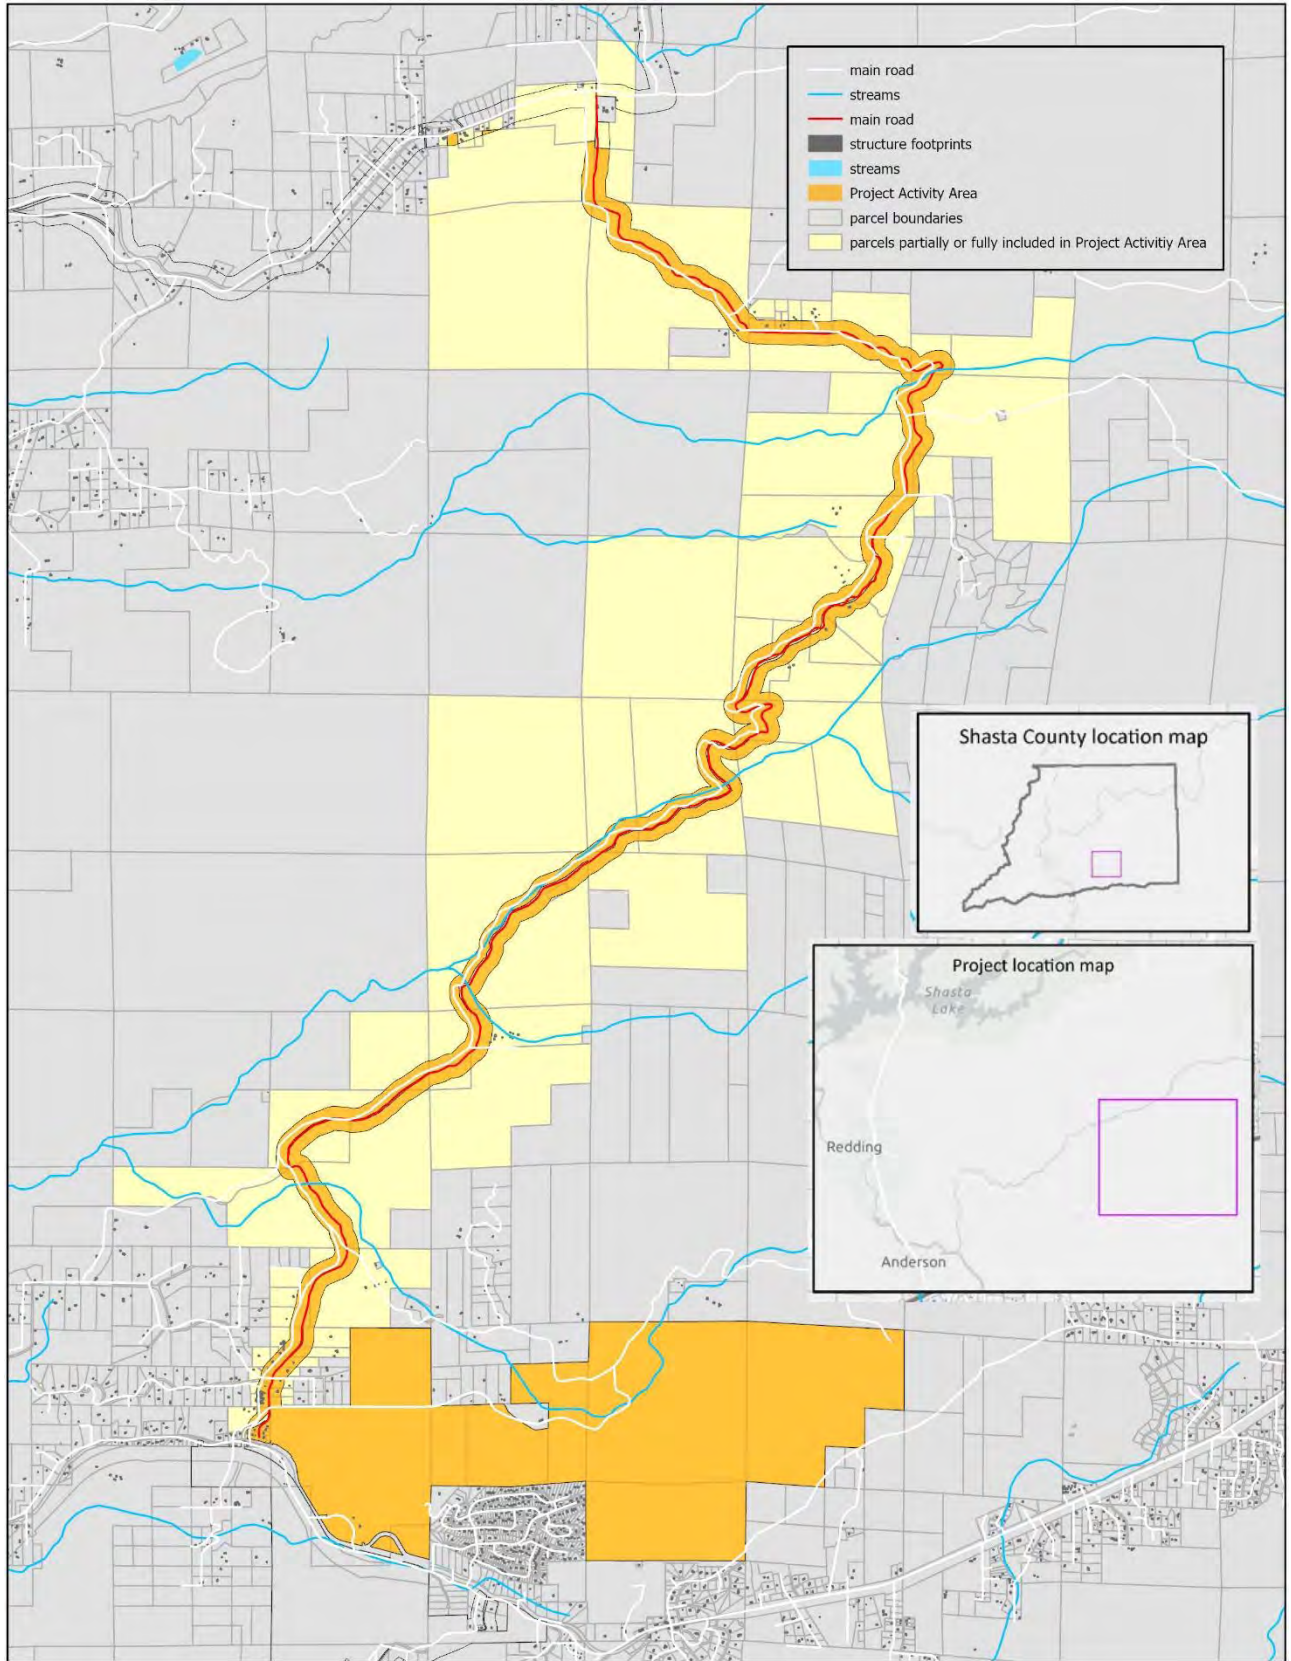 main road
streams
main road
structure footprints
streams
Project Activity Area
parcel boundaries
parcels partially or fully included in Project Activitiy Area
Shasta County location map
Project location map
Shasta
Lake
Redding
Anderson